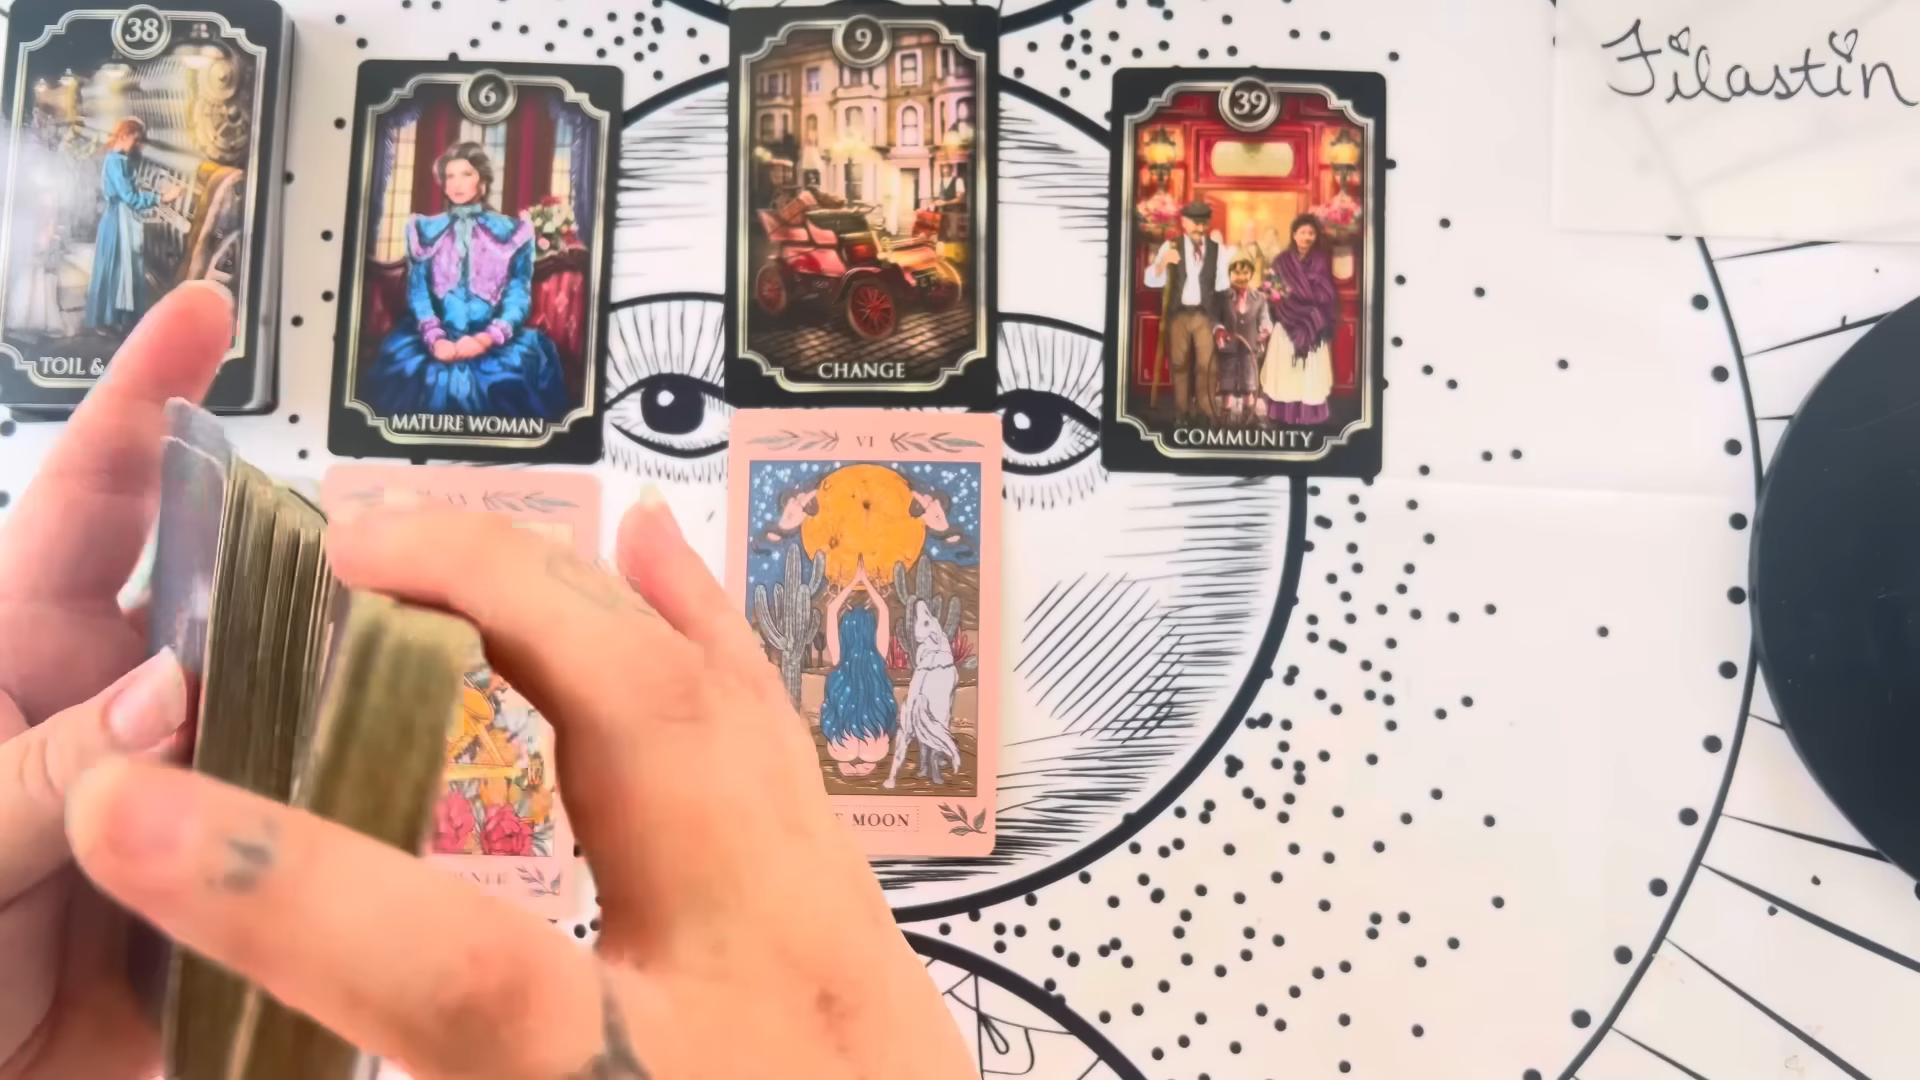 38
TOIL &
6
MATURE WOMAN
9
CHANGE
39
COMMUNITY
Filastin
VI
MOON